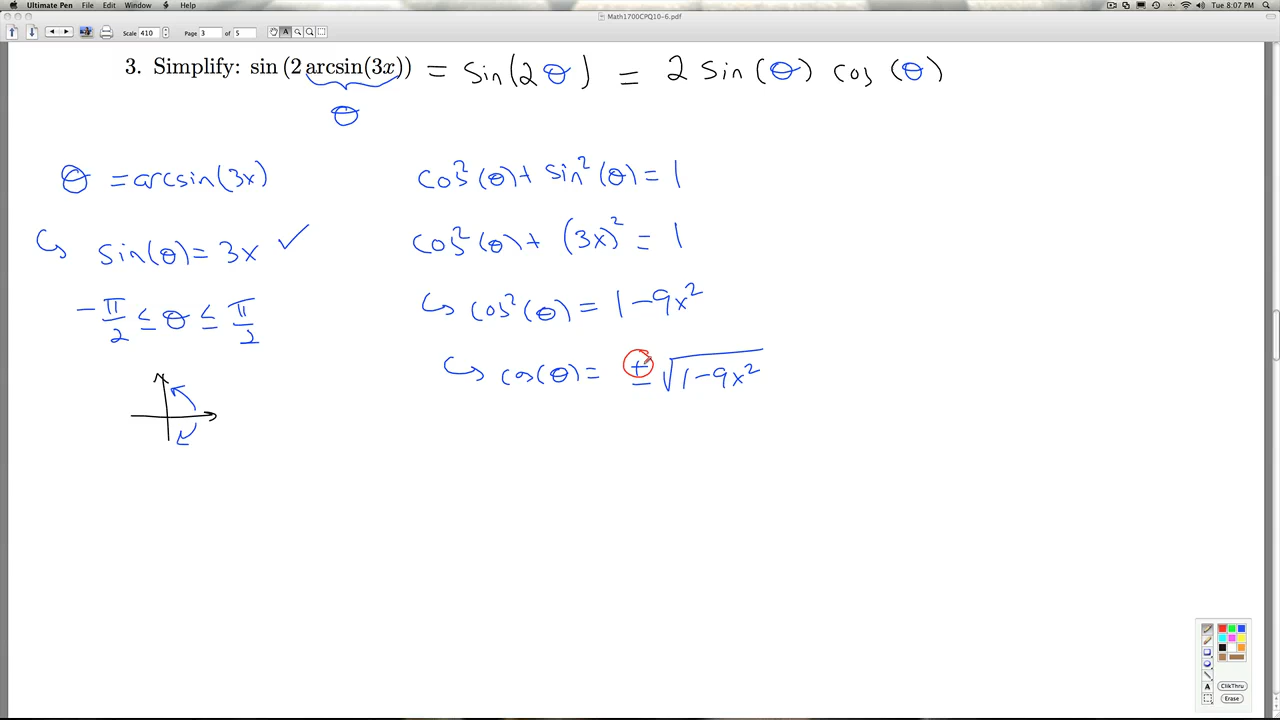 Ultimate Pen File Edit Window Help Tue 8:07 PM
Math1700CPQ10-6.pdf
Scale 410 Page 3 of 5
3. Simplify: sin (2 arcsin(3x)) = sin(2θ) = 2 sin(θ) cos(θ)
θ
θ = arcsin(3x) cos²(θ) + sin²(θ) = 1
↪ sin(θ) = 3x ✓ cos²(θ) + (3x)² = 1
-π/2 ≤ θ ≤ π/2 ↪ cos²(θ) = 1 - 9x²
↪ cos(θ) = ± √(1 - 9x²)
ClikThru
A
Erase